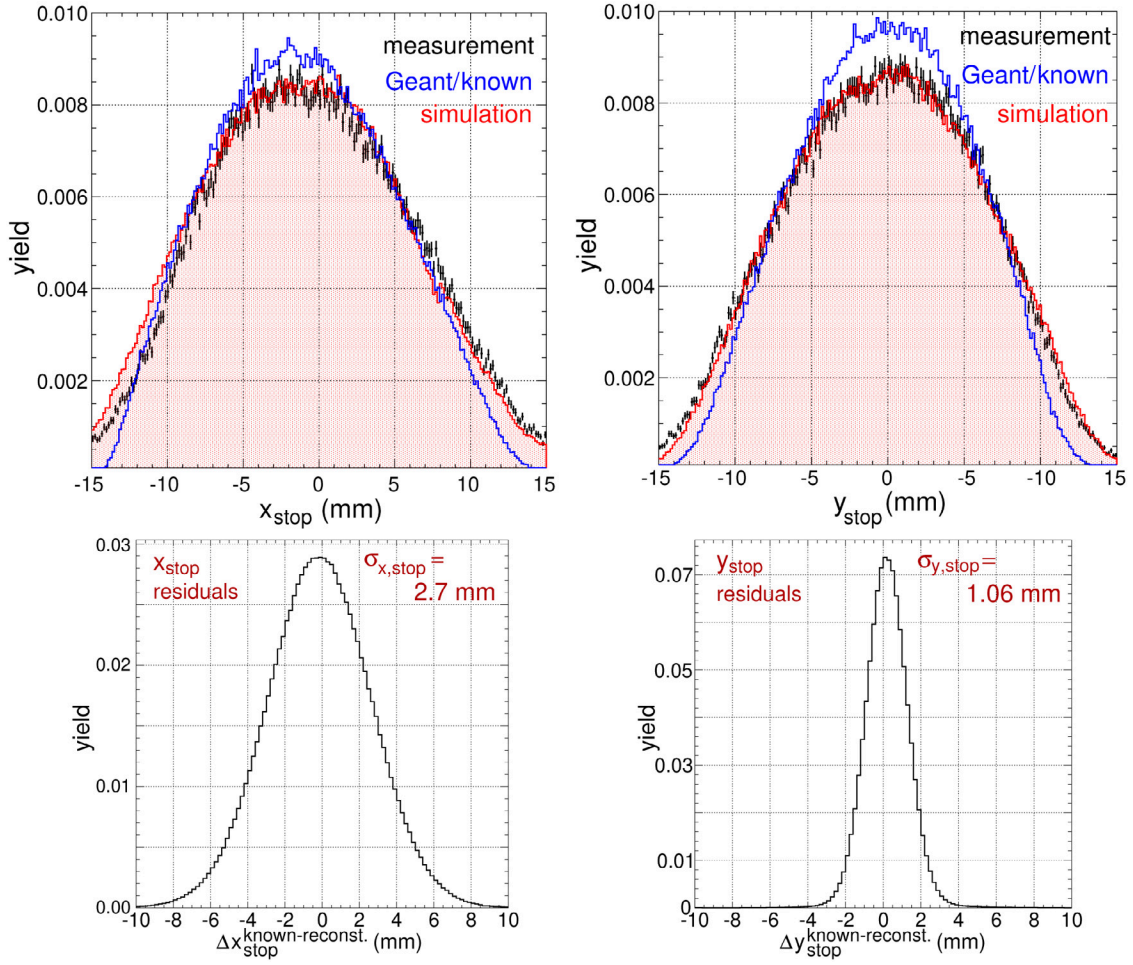 0.010
0.008
0.006
0.004
0.002
yield
measurement
Geant/known
simulation
-15 -10 -5 0 5 10 15
x_stop (mm)
0.010
0.008
0.006
0.004
0.002
yield
measurement
Geant/known
simulation
-15 -10 -5 0 -5 -10 -15
y_stop (mm)
0.03
0.02
0.01
0
yield
x_stop
residuals
σ_x,stop =
2.7 mm
-10 -8 -6 -4 -2 0 2 4 6 8 10
Δx_stop^known-reconst. (mm)
0.07
0.05
0.03
0.01
0
yield
y_stop
residuals
σ_y,stop =
1.06 mm
-10 -8 -6 -4 -2 0 2 4 6 8 10
Δy_stop^known-reconst. (mm)